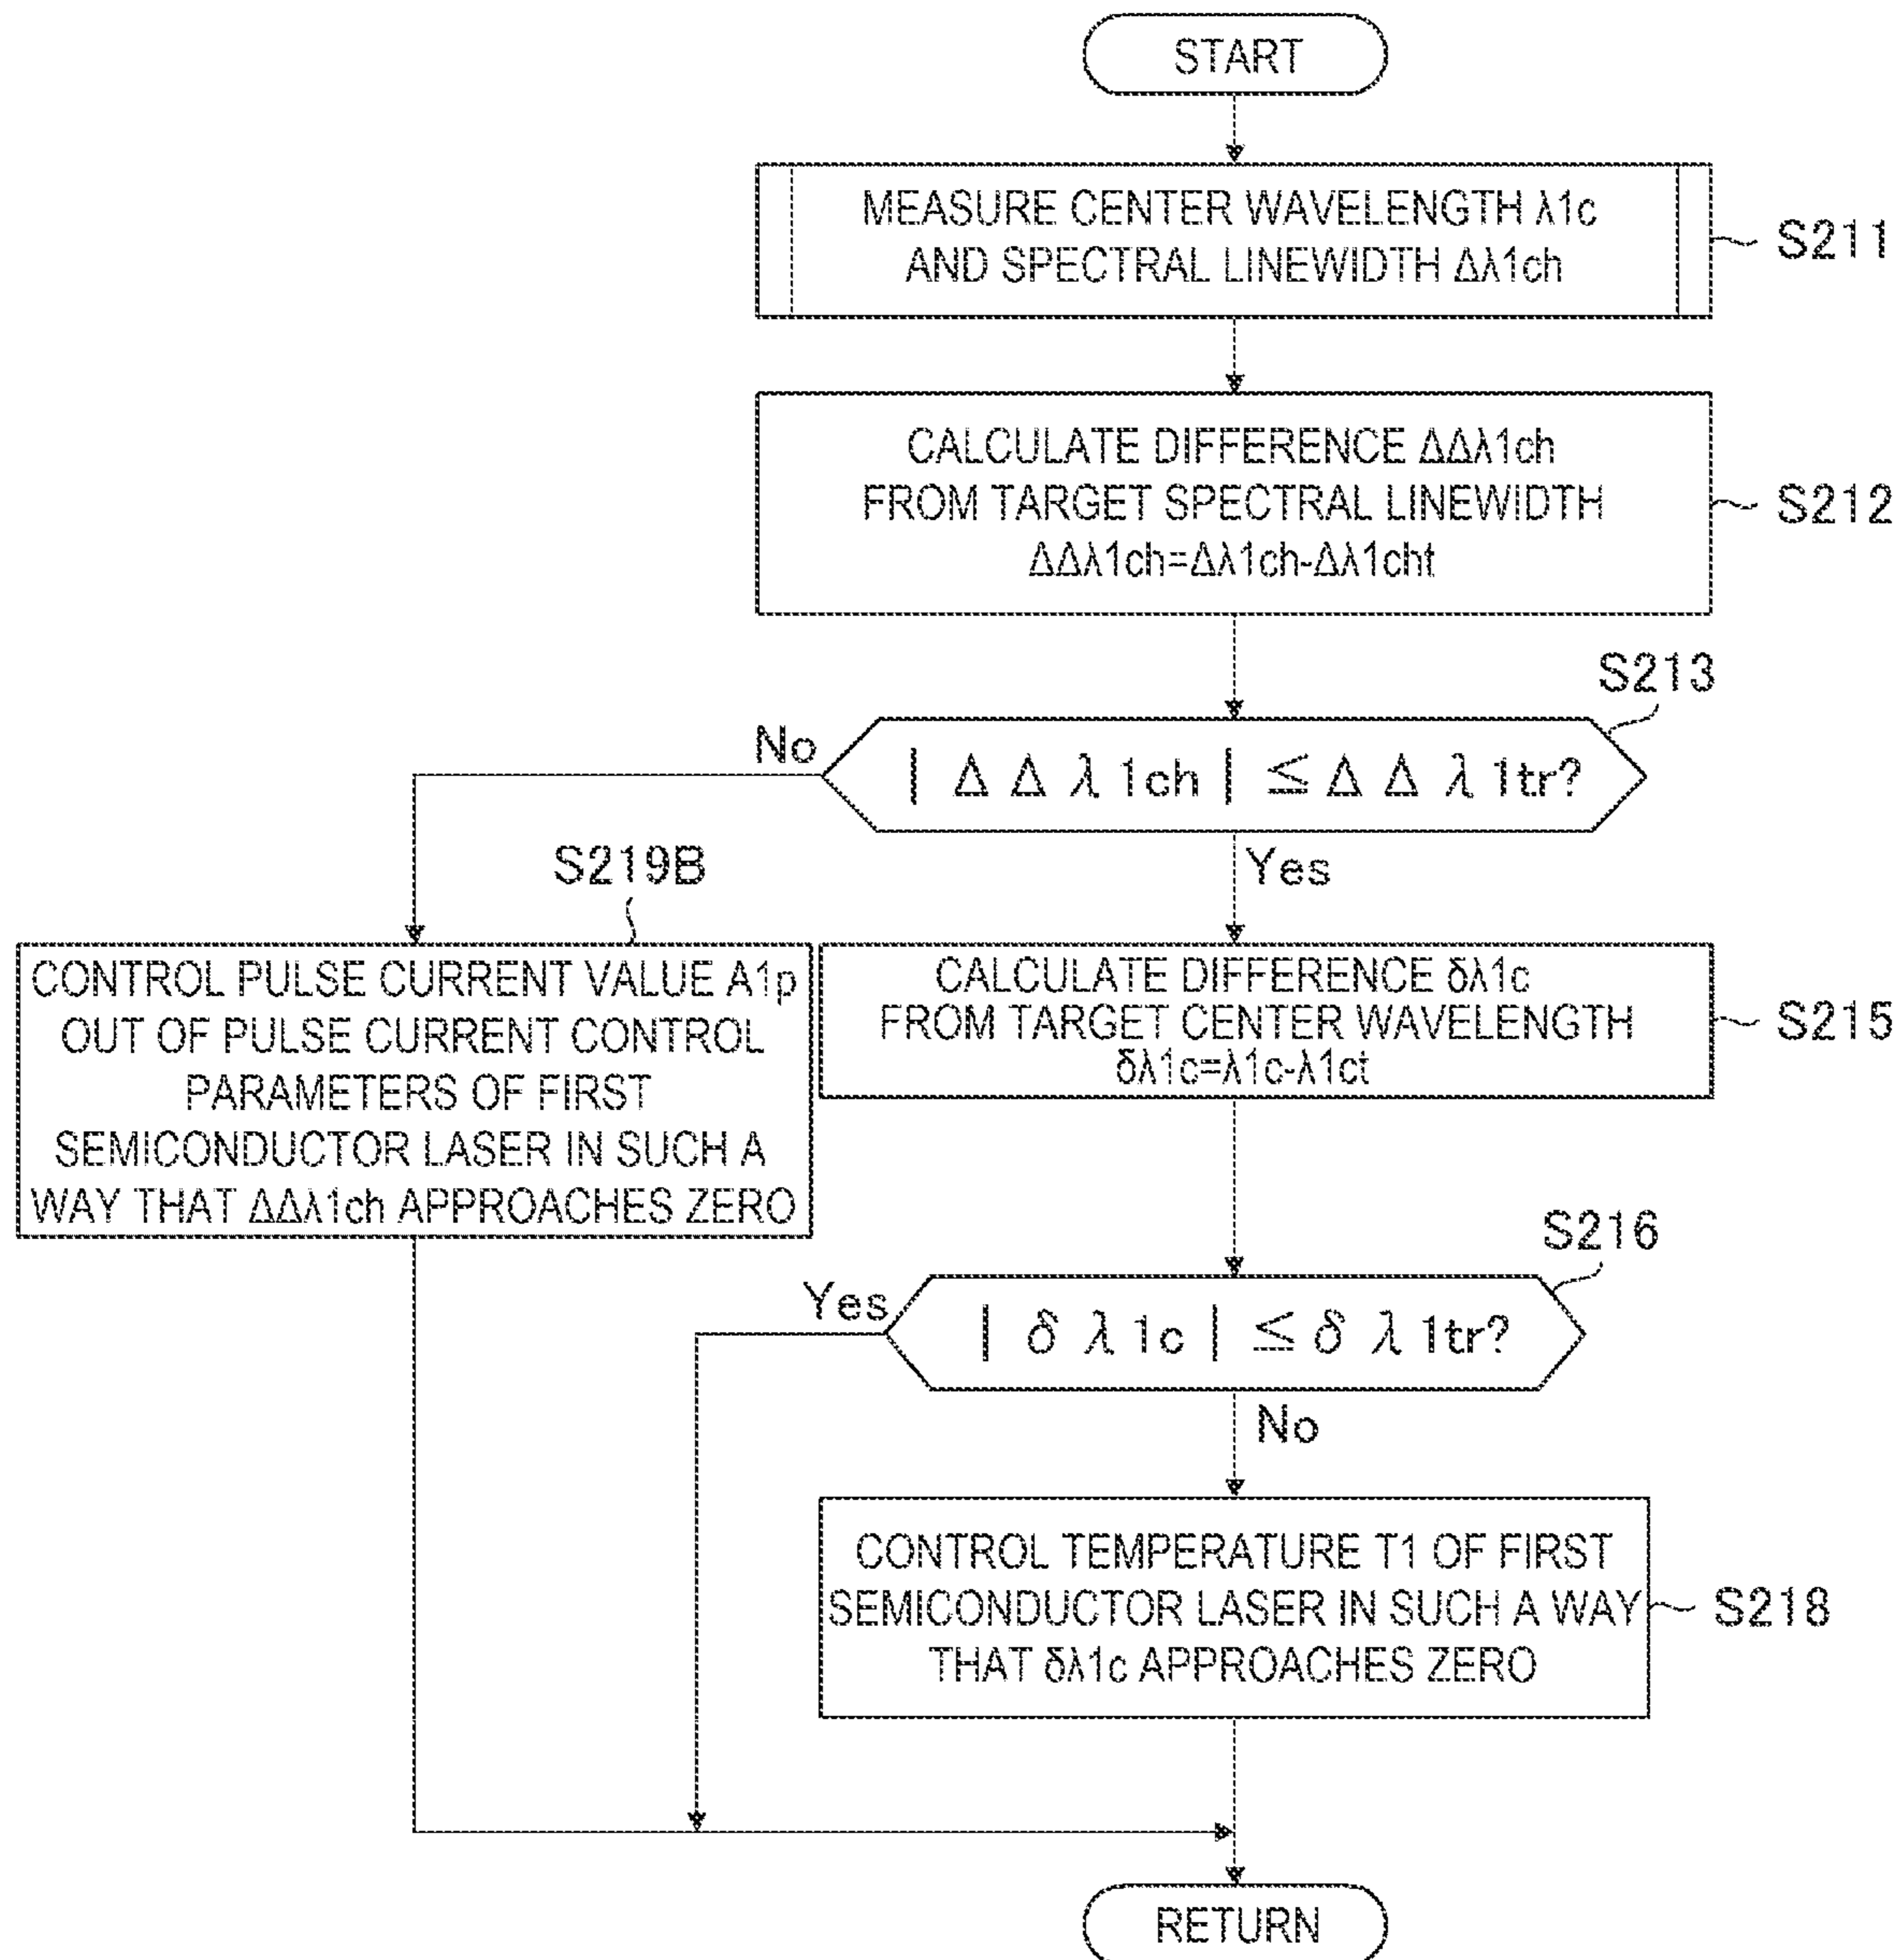 START
MEASURE CENTER WAVELENGTH λ1c
AND SPECTRAL LINEWIDTH Δλ1ch
S211
CALCULATE DIFFERENCE ΔΔλ1ch
FROM TARGET SPECTRAL LINEWIDTH
ΔΔλ1ch=Δλ1ch-Δλ1cht
S212
S213
No
| Δ Δ λ 1ch | ≦ Δ Δ λ 1tr?
Yes
S219B
CONTROL PULSE CURRENT VALUE A1p
OUT OF PULSE CURRENT CONTROL
PARAMETERS OF FIRST
SEMICONDUCTOR LASER IN SUCH A
WAY THAT ΔΔλ1ch APPROACHES ZERO
CALCULATE DIFFERENCE δλ1c
FROM TARGET CENTER WAVELENGTH
δλ1c=λ1c-λ1ct
S215
S216
Yes
| δ λ 1c | ≦ δ λ 1tr?
No
CONTROL TEMPERATURE T1 OF FIRST
SEMICONDUCTOR LASER IN SUCH A WAY
THAT δλ1c APPROACHES ZERO
S218
RETURN